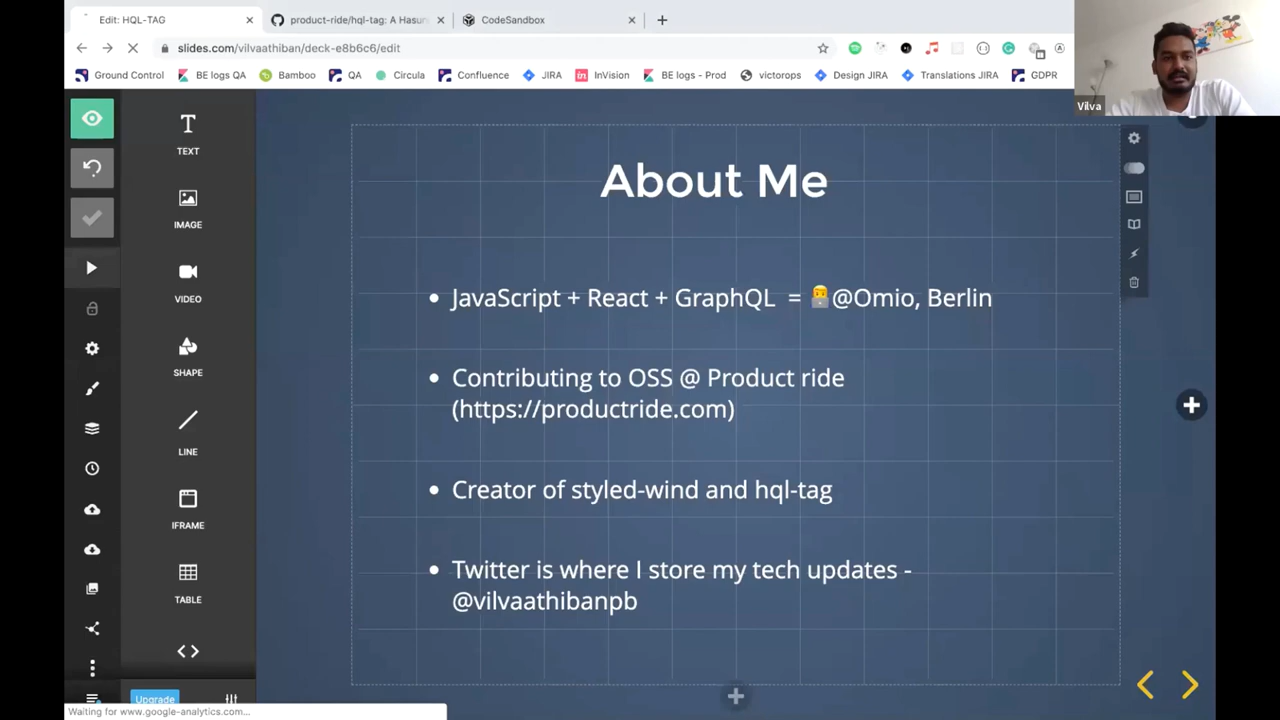 Edit: HQL-TAG
product-ride/hql-tag: A Hasur
CodeSandbox
slides.com/vilvaathiban/deck-e8b6c6/edit
Ground Control
BE logs QA
Bamboo
QA
Circula
Confluence
JIRA
InVision
BE logs - Prod
victorops
Design JIRA
Translations JIRA
GDPR
Vilva
TEXT
IMAGE
VIDEO
SHAPE
LINE
IFRAME
TABLE
Upgrade
About Me
• JavaScript + React + GraphQL = @Omio, Berlin
• Contributing to OSS @ Product ride
(https://productride.com)
• Creator of styled-wind and hql-tag
• Twitter is where I store my tech updates -
@vilvaathibanpb
Waiting for www.google-analytics.com...